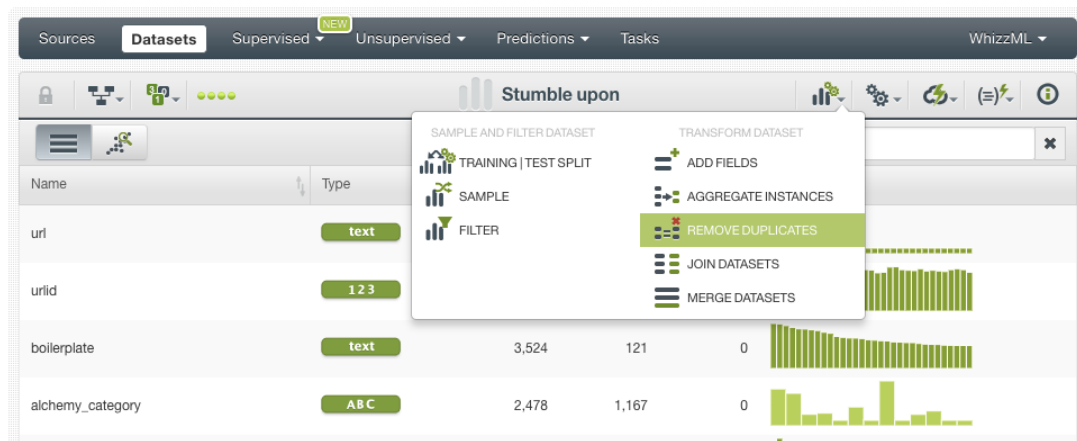 NEW
Sources Datasets Supervised Unsupervised Predictions Tasks WhizzML
Stumble upon
SAMPLE AND FILTER DATASET
TRAINING | TEST SPLIT
SAMPLE
FILTER
TRANSFORM DATASET
ADD FIELDS
AGGREGATE INSTANCES
REMOVE DUPLICATES
JOIN DATASETS
MERGE DATASETS
Name Type
url text
urlid 123
boilerplate text 3,524 121 0
alchemy_category ABC 2,478 1,167 0